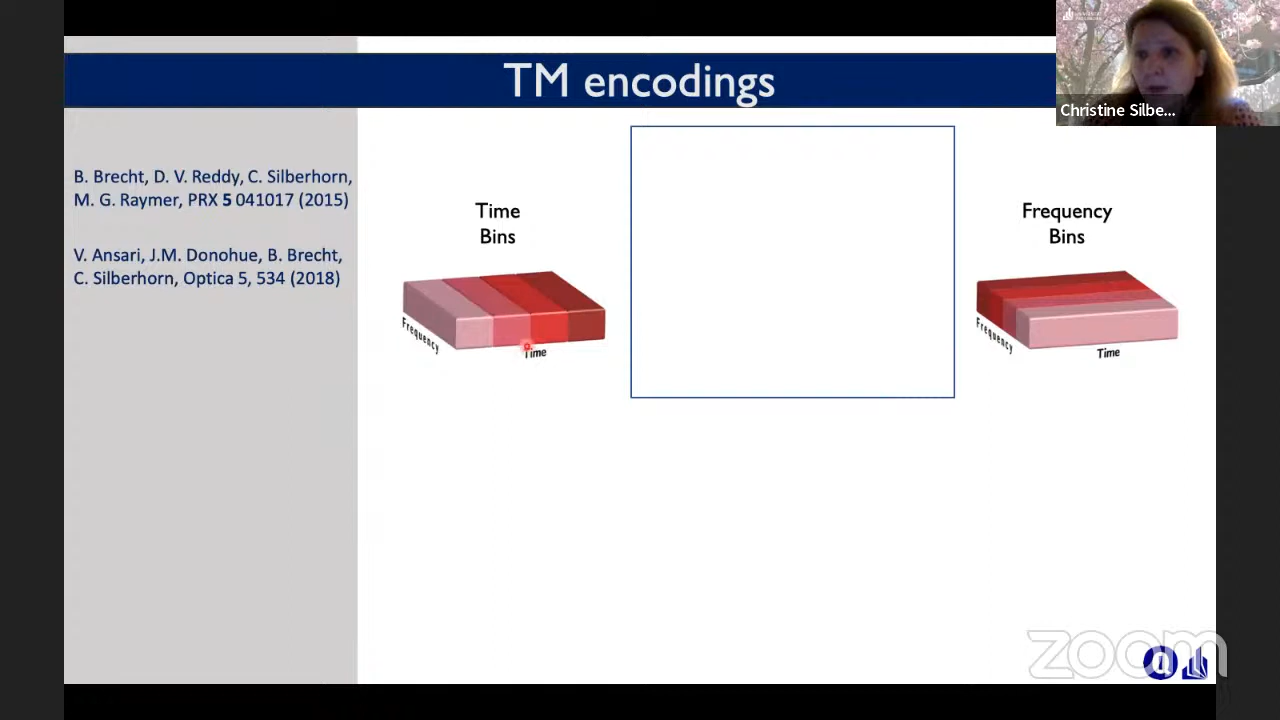 TM encodings
Christine Silbe...
B. Brecht, D. V. Reddy, C. Silberhorn,
M. G. Raymer, PRX 5 041017 (2015)
V. Ansari, J.M. Donohue, B. Brecht,
C. Silberhorn, Optica 5, 534 (2018)
Time
Bins
Frequency
Time
Frequency
Bins
Frequency
Time
zoom